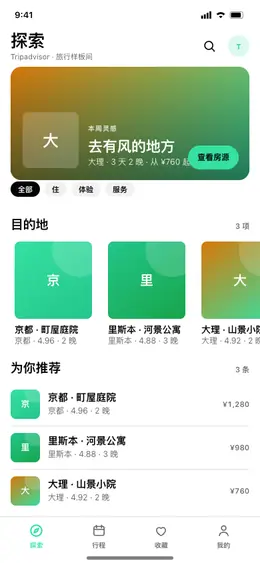 9:41
探索
Tripadvisor · 旅行样板间
T
大
本周灵感
去有风的地方
大理 · 3 天 2 晚 · 从 ¥760 起
查看房源
全部
住
体验
服务
目的地
3 项
京
里
大
京都 · 町屋庭院
里斯本 · 河景公寓
大理 · 山景小院
京都 · 4.96 · 2 晚
里斯本 · 4.88 · 3 晚
大理 · 4.92 · 2 晚
为你推荐
3 条
京
京都 · 町屋庭院
京都 · 4.96 · 2 晚
¥1,280
里
里斯本 · 河景公寓
里斯本 · 4.88 · 3 晚
¥980
大
大理 · 山景小院
大理 · 4.92 · 2 晚
¥760
探索
行程
收藏
我的